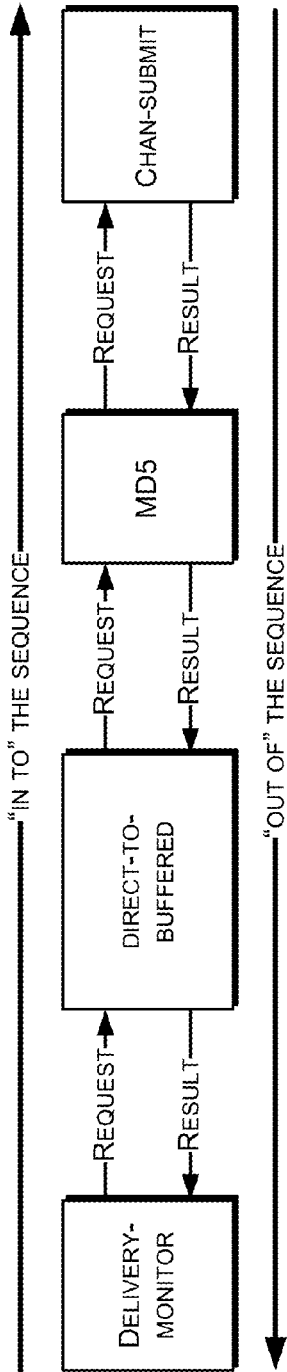 “IN TO” THE SEQUENCE
DELIVERY-
MONITOR
REQUEST
RESULT
DIRECT-TO-
BUFFERED
REQUEST
RESULT
MD5
REQUEST
RESULT
CHAN-SUBMIT
“OUT OF” THE SEQUENCE